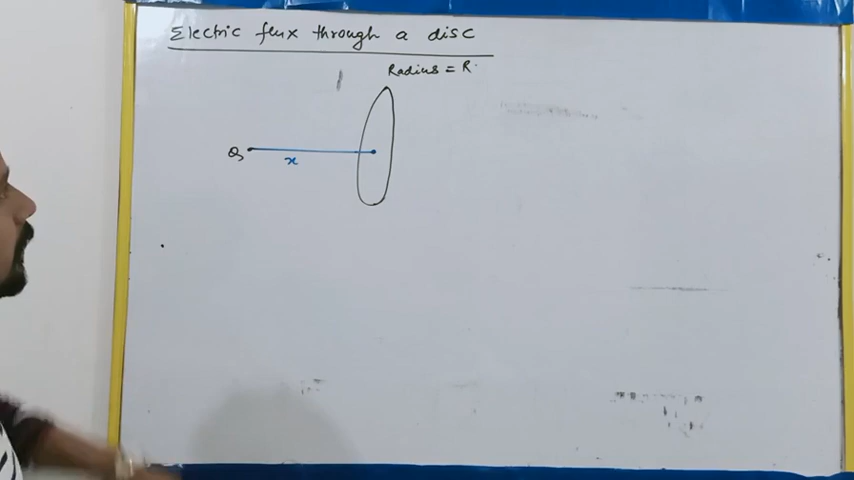 Electric flux through a disc
Radius = R
Q
x